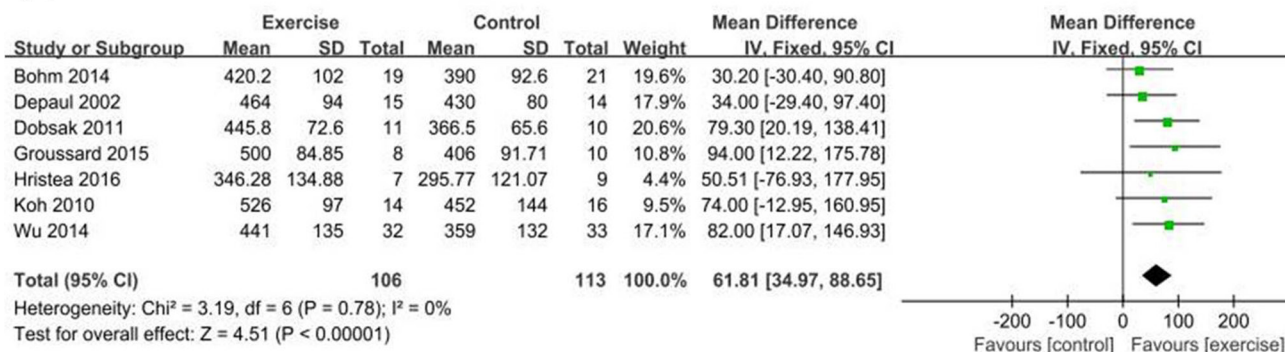 Exercise Control Mean Difference Mean Difference
Study or Subgroup Mean SD Total Mean SD Total Weight IV, Fixed, 95% CI IV, Fixed, 95% CI
Bohm 2014 420.2 102 19 390 92.6 21 19.6% 30.20 [-30.40, 90.80]
Depaul 2002 464 94 15 430 80 14 17.9% 34.00 [-29.40, 97.40]
Dobsak 2011 445.8 72.6 11 366.5 65.6 10 20.6% 79.30 [20.19, 138.41]
Groussard 2015 500 84.85 8 406 91.71 10 10.8% 94.00 [12.22, 175.78]
Hristea 2016 346.28 134.88 7 295.77 121.07 9 4.4% 50.51 [-76.93, 177.95]
Koh 2010 526 97 14 452 144 16 9.5% 74.00 [-12.95, 160.95]
Wu 2014 441 135 32 359 132 33 17.1% 82.00 [17.07, 146.93]
Total (95% CI) 106 113 100.0% 61.81 [34.97, 88.65]
Heterogeneity: Chi² = 3.19, df = 6 (P = 0.78); I² = 0%
Test for overall effect: Z = 4.51 (P < 0.00001)
-200 -100 0 100 200
Favours [control] Favours [exercise]